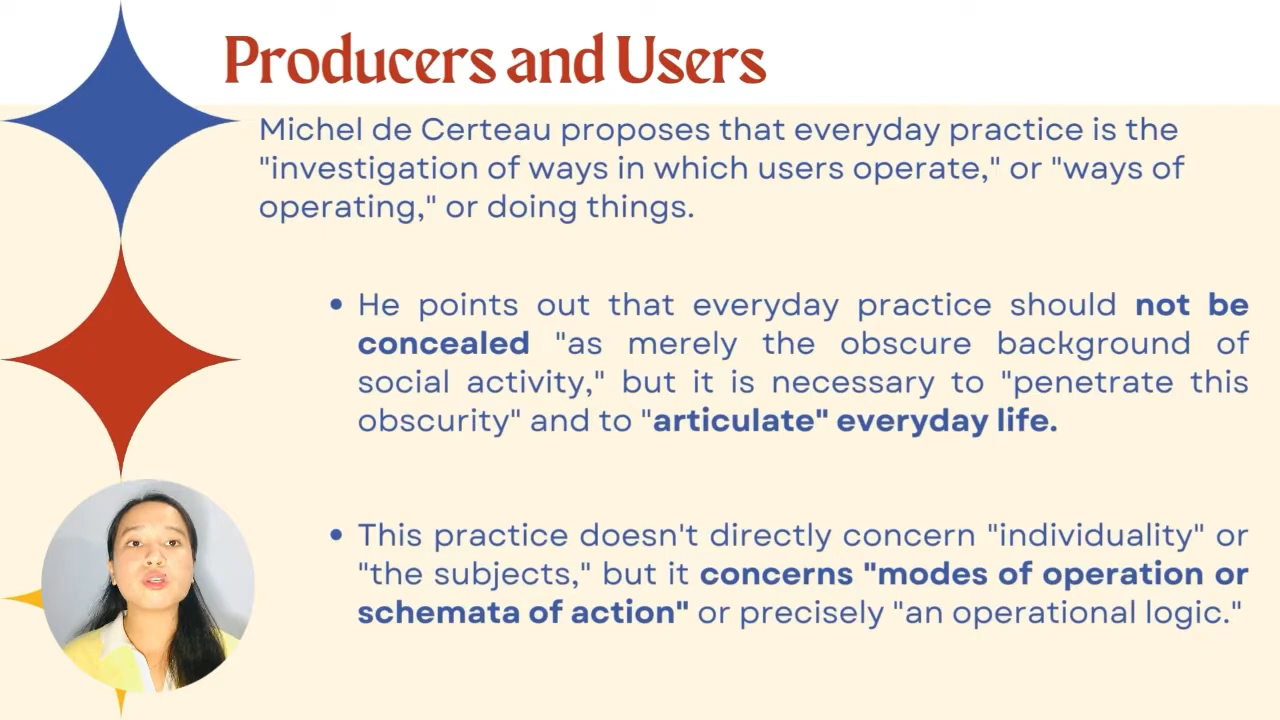 Producers and Users
Michel de Certeau proposes that everyday practice is the
"investigation of ways in which users operate," or "ways of
operating," or doing things.
• He points out that everyday practice should not be
concealed "as merely the obscure background of
social activity," but it is necessary to "penetrate this
obscurity" and to "articulate" everyday life.
• This practice doesn't directly concern "individuality" or
"the subjects," but it concerns "modes of operation or
schemata of action" or precisely "an operational logic."